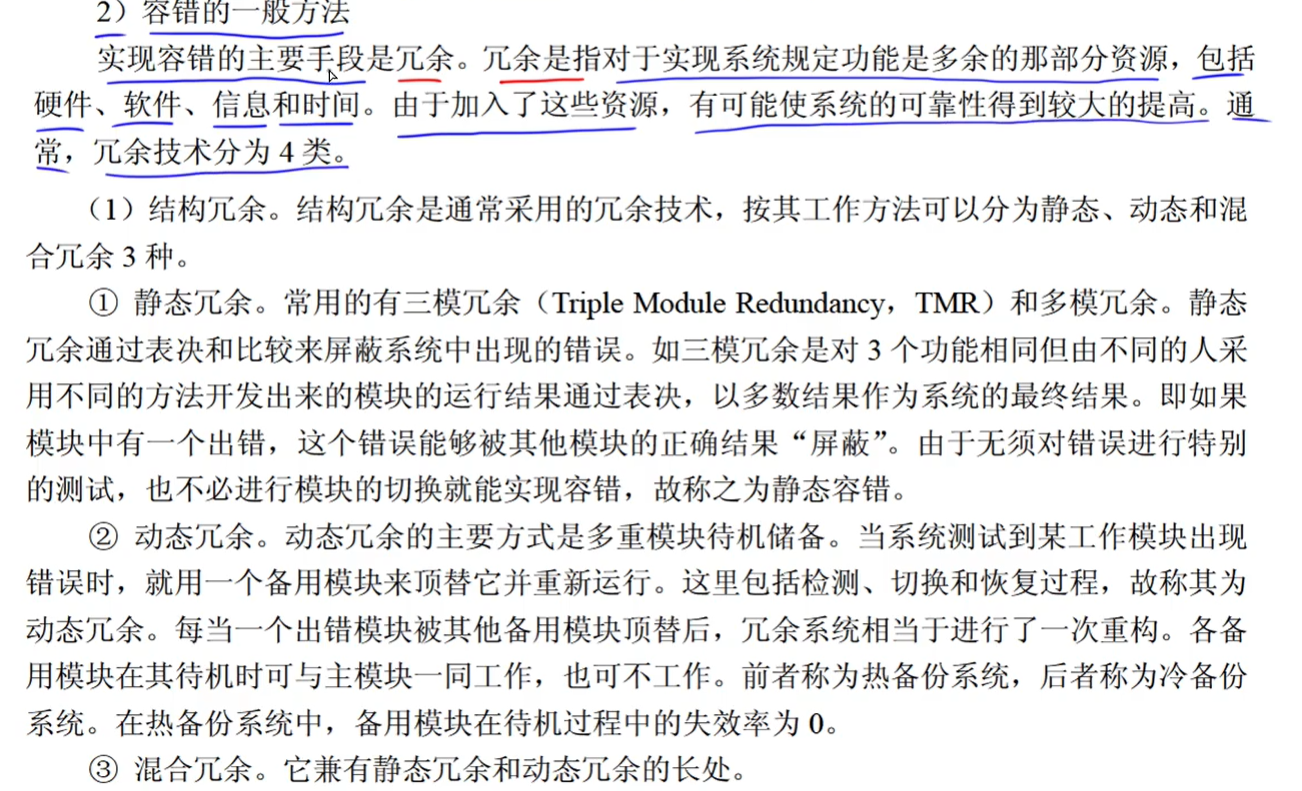 2）容错的一般方法
实现容错的主要手段是冗余。冗余是指对于实现系统规定功能是多余的那部分资源，包括
硬件、软件、信息和时间。由于加入了这些资源，有可能使系统的可靠性得到较大的提高。通
常，冗余技术分为 4 类。
（1）结构冗余。结构冗余是通常采用的冗余技术，按其工作方法可以分为静态、动态和混
合冗余 3 种。
① 静态冗余。常用的有三模冗余（Triple Module Redundancy，TMR）和多模冗余。静态
冗余通过表决和比较来屏蔽系统中出现的错误。如三模冗余是对 3 个功能相同但由不同的人采
用不同的方法开发出来的模块的运行结果通过表决，以多数结果作为系统的最终结果。即如果
模块中有一个出错，这个错误能够被其他模块的正确结果“屏蔽”。由于无须对错误进行特别
的测试，也不必进行模块的切换就能实现容错，故称之为静态容错。
② 动态冗余。动态冗余的主要方式是多重模块待机储备。当系统测试到某工作模块出现
错误时，就用一个备用模块来顶替它并重新运行。这里包括检测、切换和恢复过程，故称其为
动态冗余。每当一个出错模块被其他备用模块顶替后，冗余系统相当于进行了一次重构。各备
用模块在其待机时可与主模块一同工作，也可不工作。前者称为热备份系统，后者称为冷备份
系统。在热备份系统中，备用模块在待机过程中的失效率为 0。
③ 混合冗余。它兼有静态冗余和动态冗余的长处。